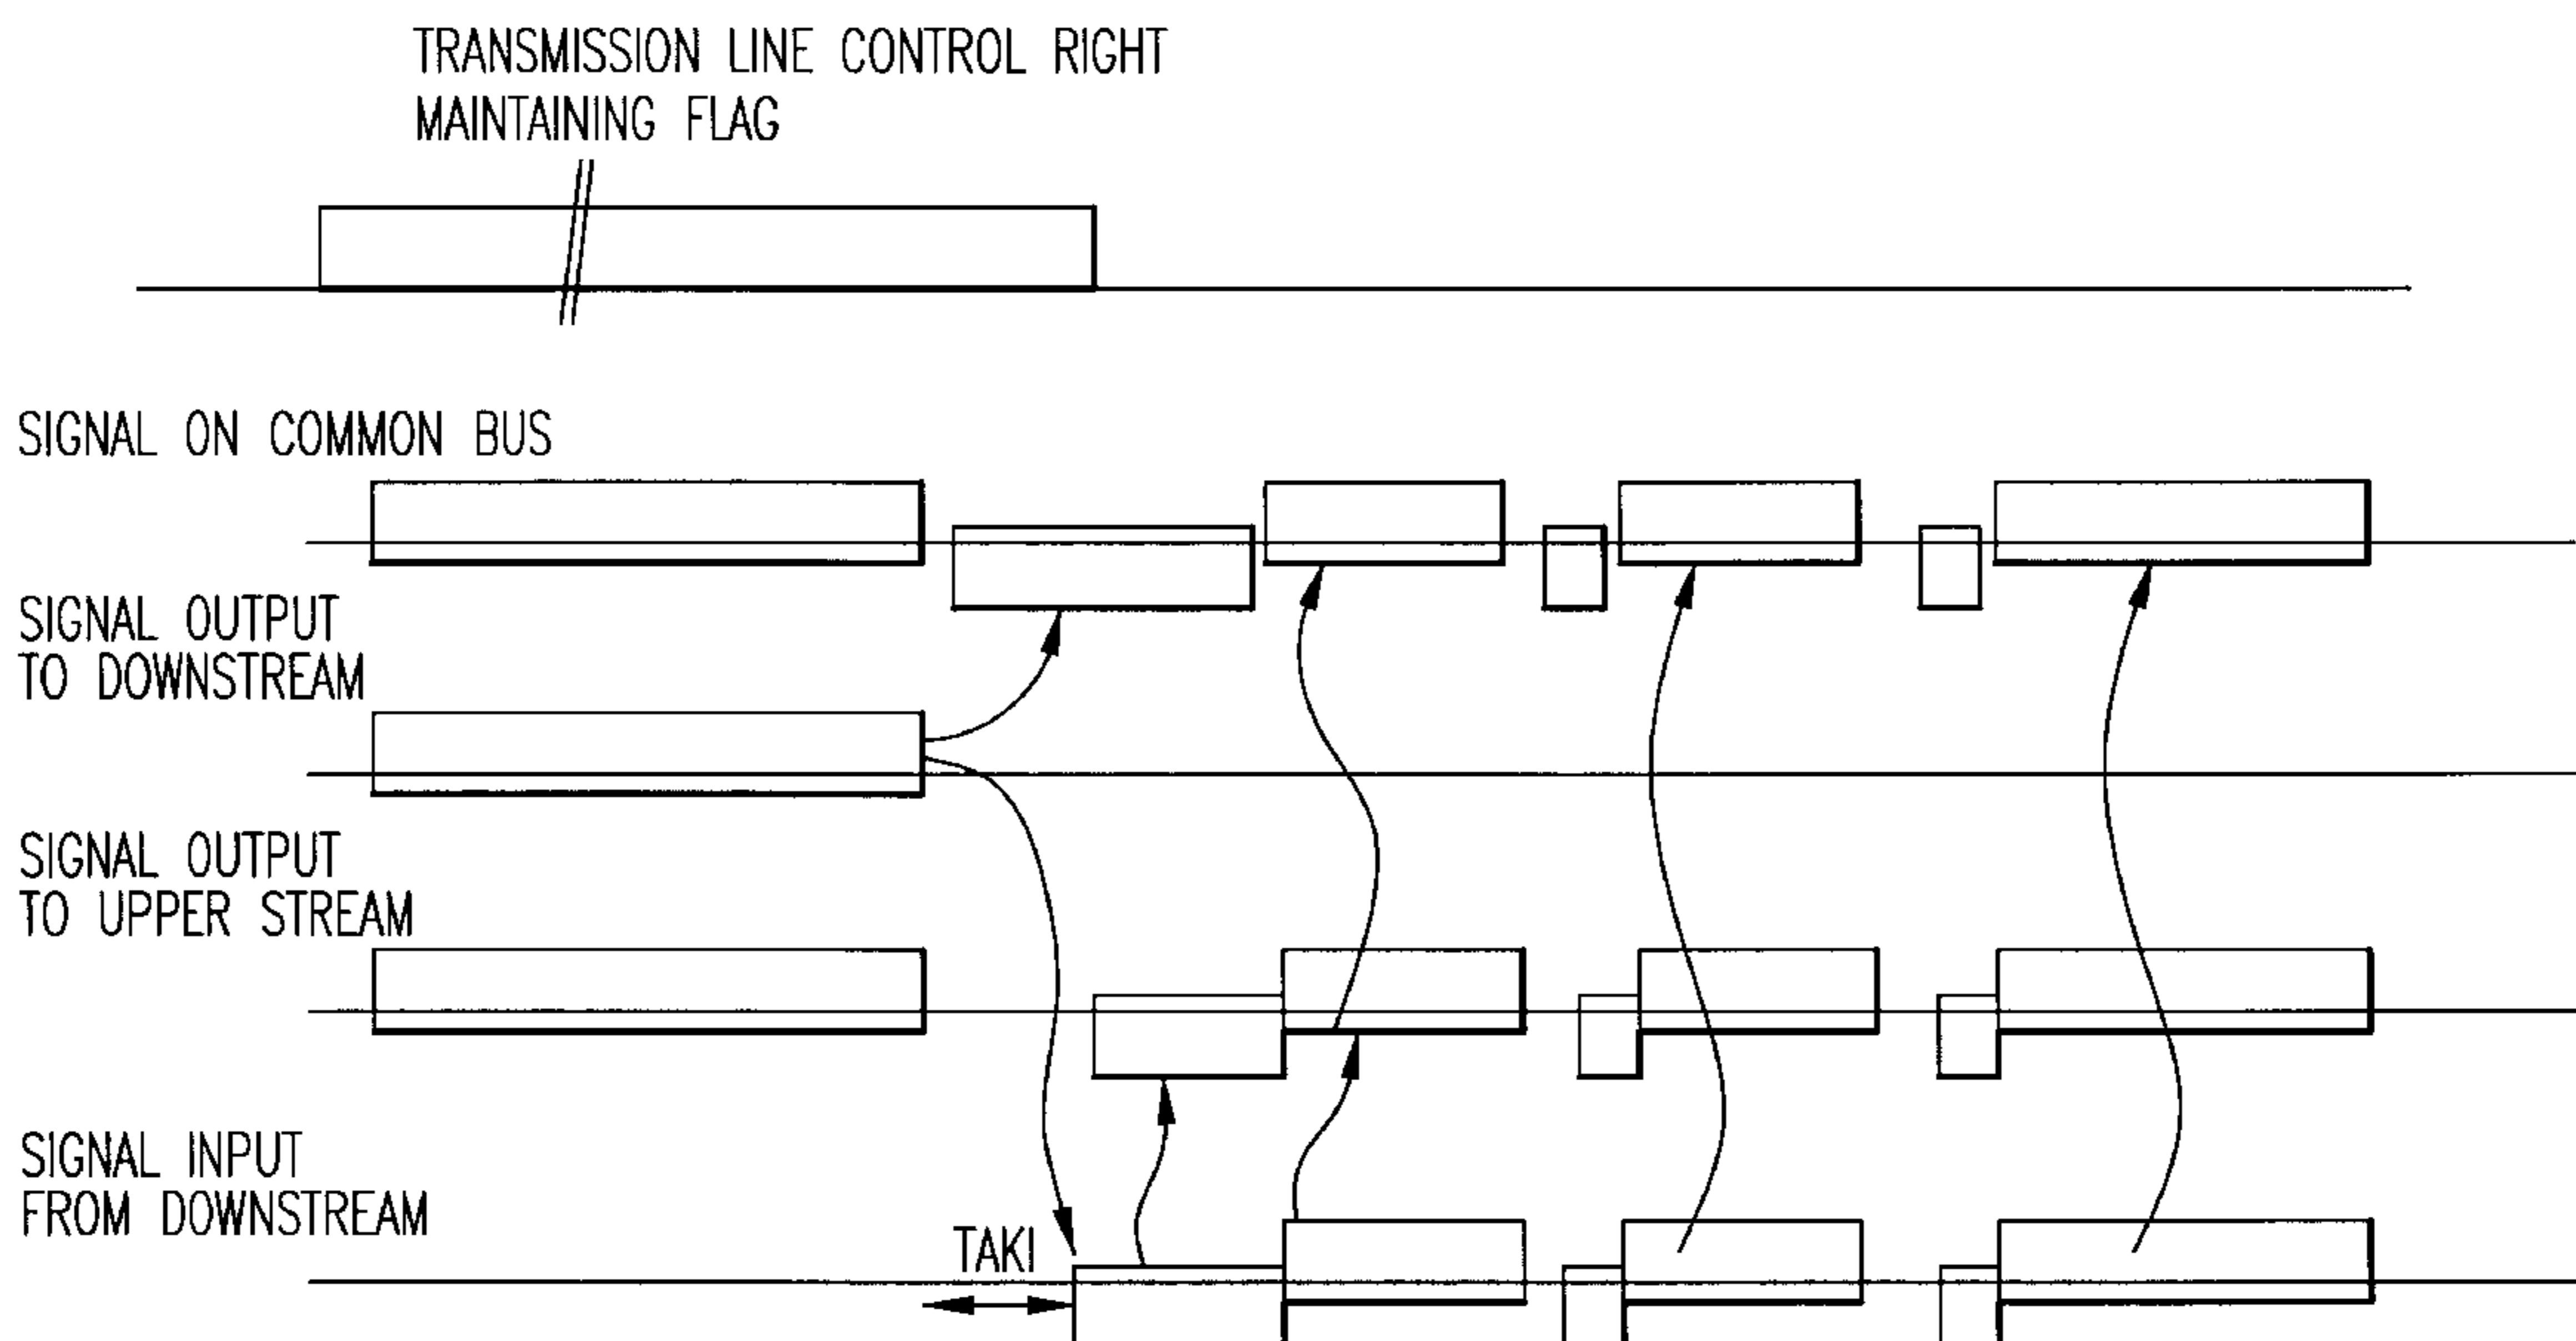 TRANSMISSION LINE CONTROL RIGHT
MAINTAINING FLAG
SIGNAL ON COMMON BUS
SIGNAL OUTPUT
TO DOWNSTREAM
SIGNAL OUTPUT
TO UPPER STREAM
SIGNAL INPUT
FROM DOWNSTREAM
TAKI